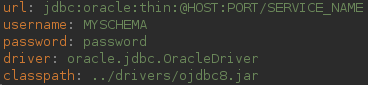 url: jdbc:oracle:thin:@HOST:PORT/SERVICE_NAME
username: MYSCHEMA
password: password
driver: oracle.jdbc.OracleDriver
classpath: ../drivers/ojdbc8.jar